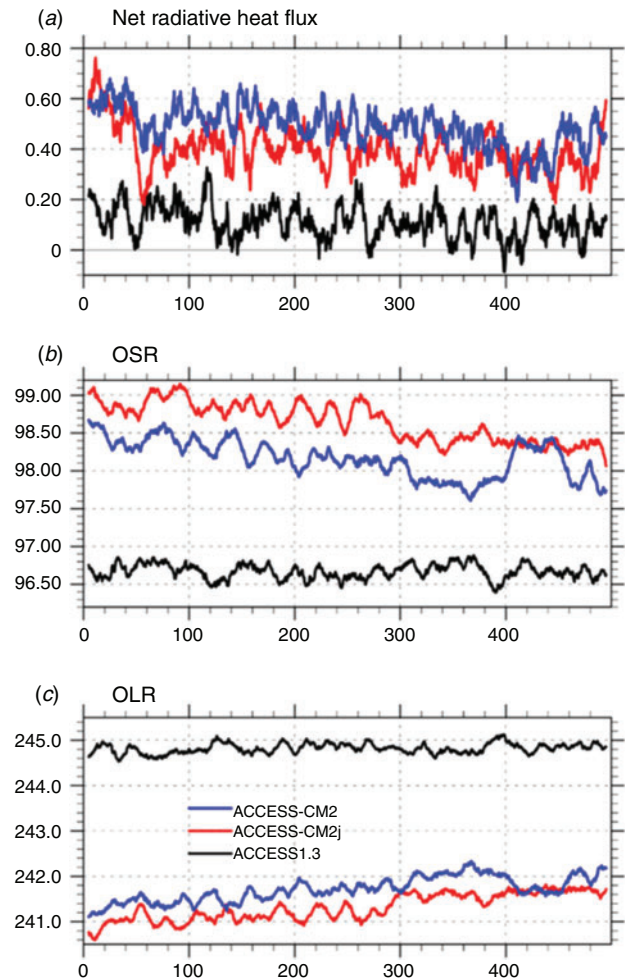 (a) Net radiative heat flux
0.80
0.60
0.40
0.20
0
0 100 200 300 400
(b) OSR
99.00
98.50
98.00
97.50
97.00
96.50
0 100 200 300 400
(c) OLR
245.0
244.0
243.0
242.0
241.0
ACCESS-CM2
ACCESS-CM2j
ACCESS1.3
0 100 200 300 400